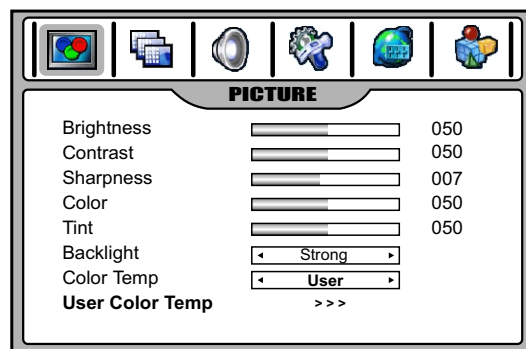 PICTURE
Brightness 050
Contrast 050
Sharpness 007
Color 050
Tint 050
Backlight Strong
Color Temp User
User Color Temp >>>